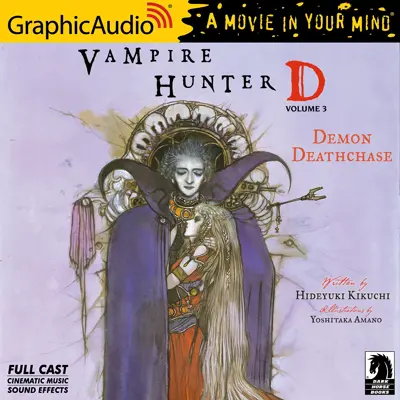 GraphicAudio
A MOVIE IN YOUR MIND®
VAMPIRE
HUNTER D
VOLUME 3
DEMON
DEATHCHASE
Written by
HIDEYUKI KIKUCHI
Illustrations by
YOSHITAKA AMANO
FULL CAST
CINEMATIC MUSIC
SOUND EFFECTS
DARK
HORSE
BOOKS